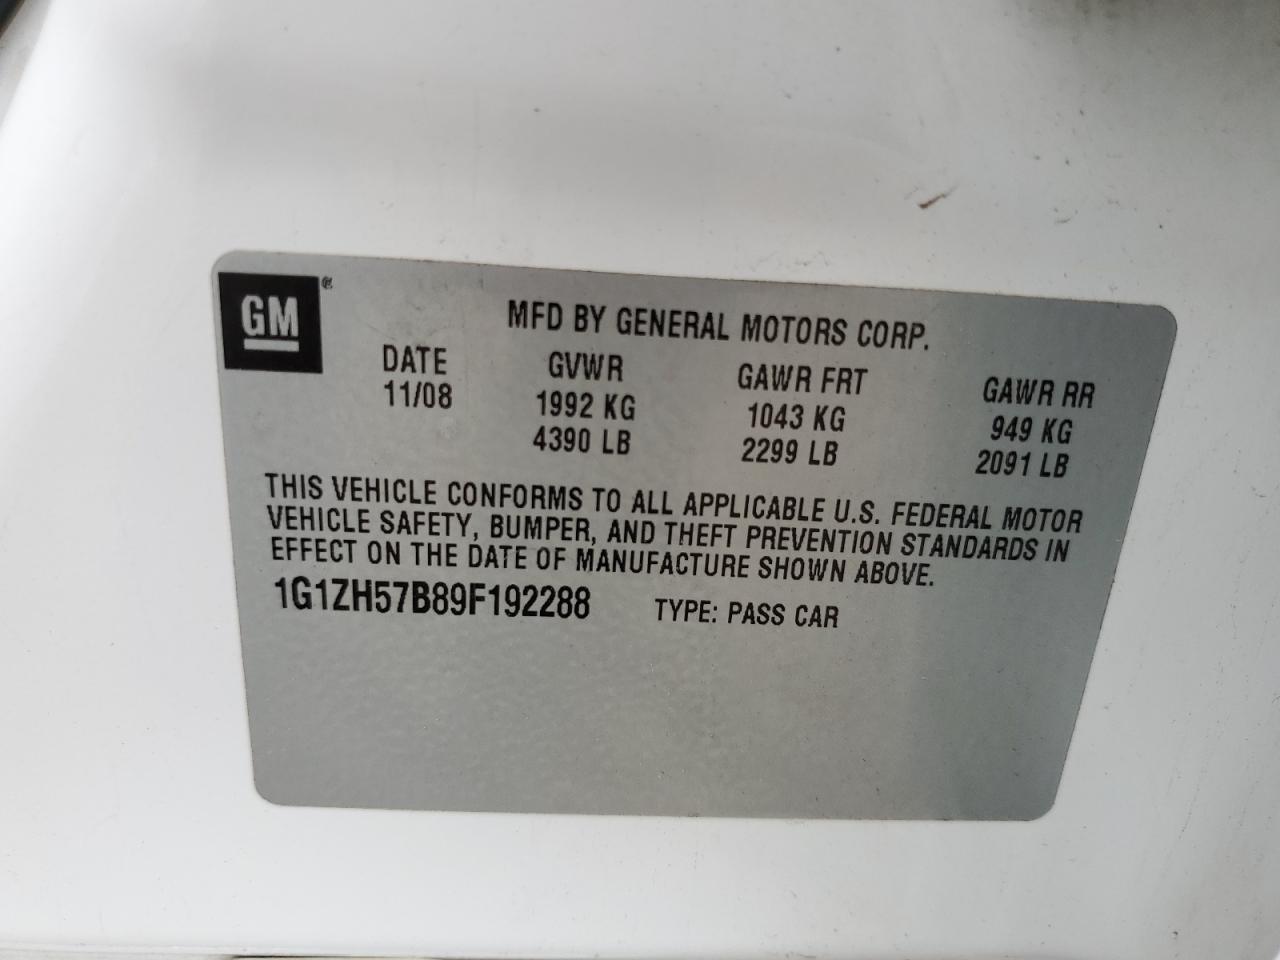 GM®
MFD BY GENERAL MOTORS CORP.
DATE GVWR GAWR FRT GAWR RR
11/08 1992 KG 1043 KG 949 KG
4390 LB 2299 LB 2091 LB
THIS VEHICLE CONFORMS TO ALL APPLICABLE U.S. FEDERAL MOTOR
VEHICLE SAFETY, BUMPER, AND THEFT PREVENTION STANDARDS IN
EFFECT ON THE DATE OF MANUFACTURE SHOWN ABOVE.
1G1ZH57B89F192288 TYPE: PASS CAR